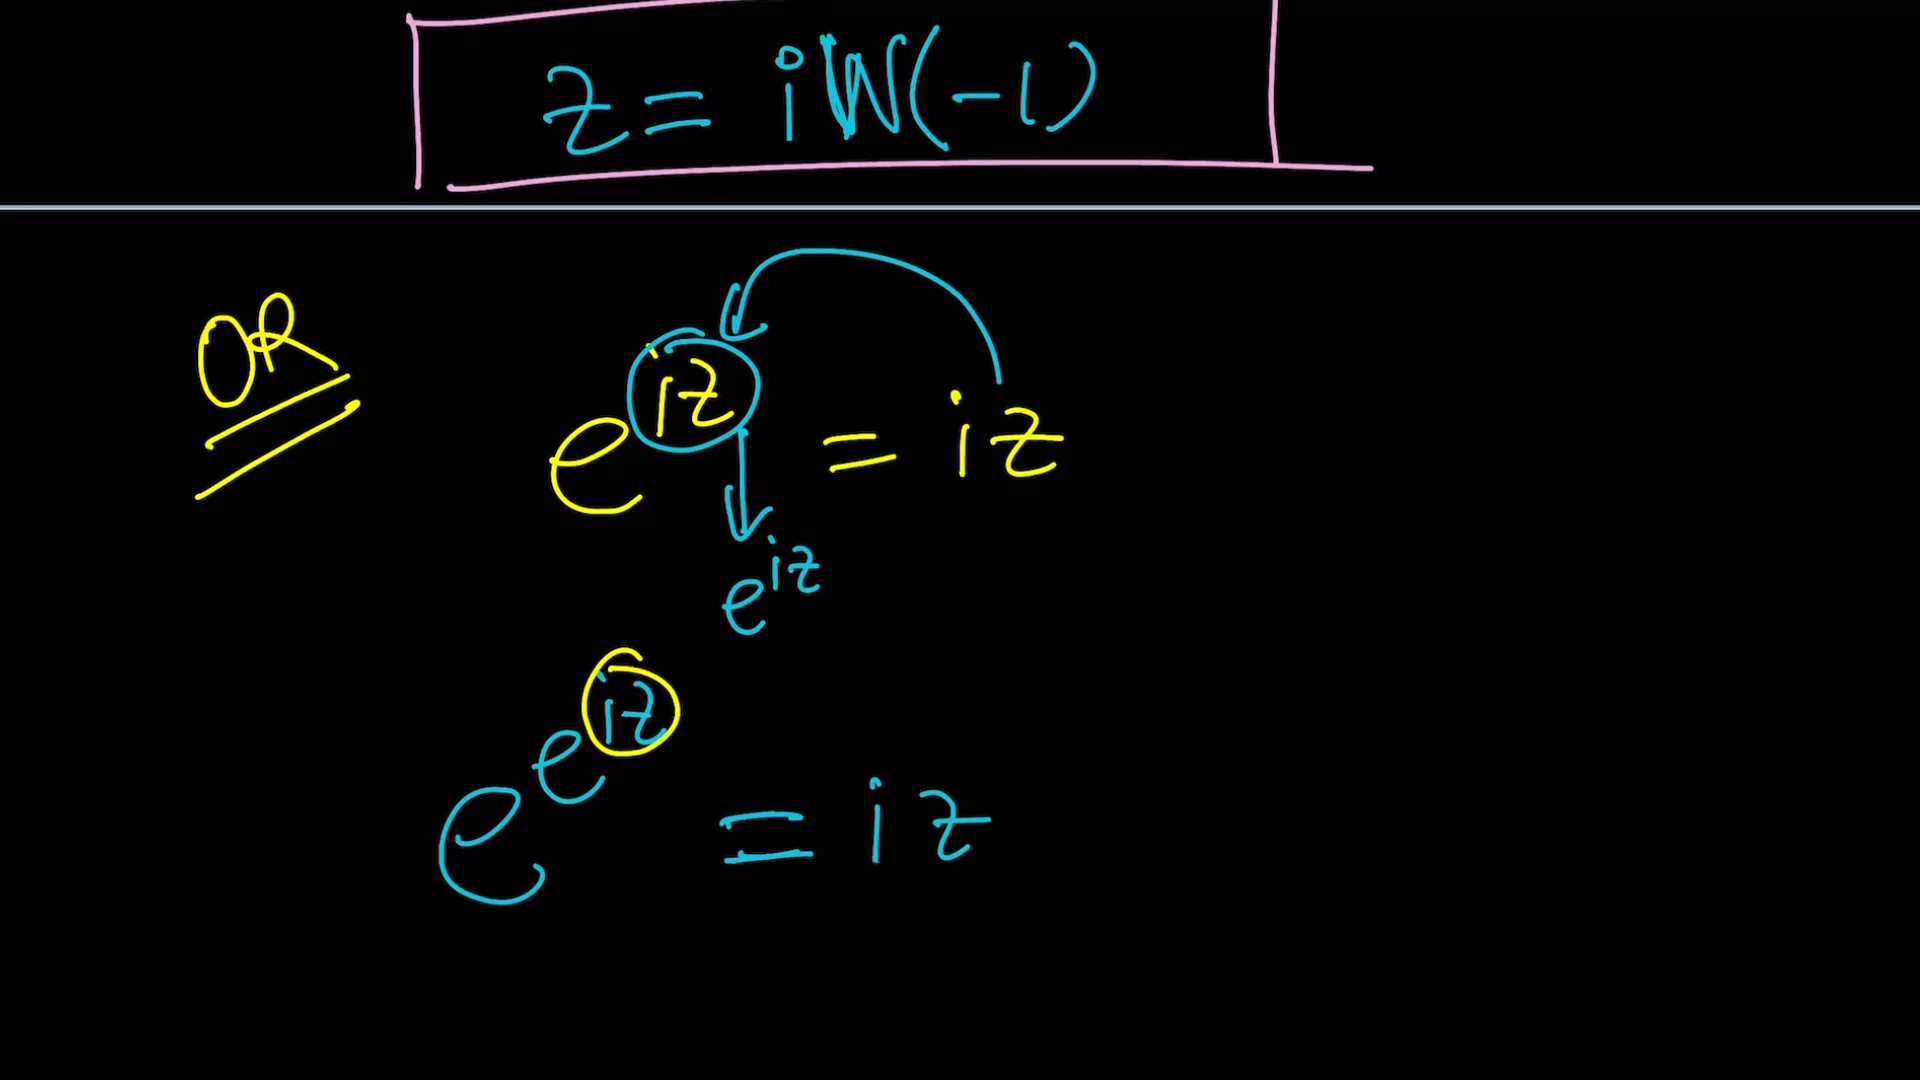 z = iW(-1)
OR
e^{iz} = iz
e^{iz}
e^{e^{iz}} = iz